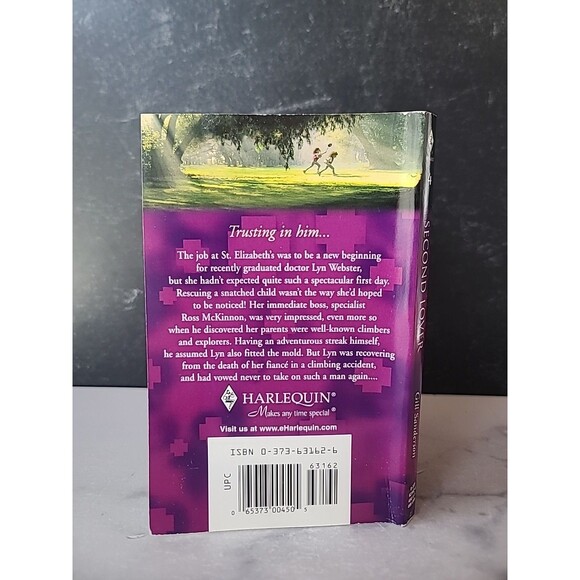 Trusting in him...
The job at St. Elizabeth's was to be a new beginning
for recently graduated doctor Lyn Webster,
but she hadn't expected quite such a spectacular first day.
Rescuing a snatched child wasn't the way she'd hoped
to be noticed! Her immediate boss, specialist
Ross McKinnon, was very impressed, even more so
when he discovered her parents were well-known climbers
and explorers. Having an adventurous streak himself,
he assumed Lyn also fitted the mold. But Lyn was recovering
from the death of her fiancé in a climbing accident,
and had vowed never to take on such a man again....
HARLEQUIN®
Makes any time special®
Visit us at www.eHarlequin.com
ISBN 0-373-63162-6
63162
UPC
0 65373 00450 5
SECOND LOVE
Gill Sanderson